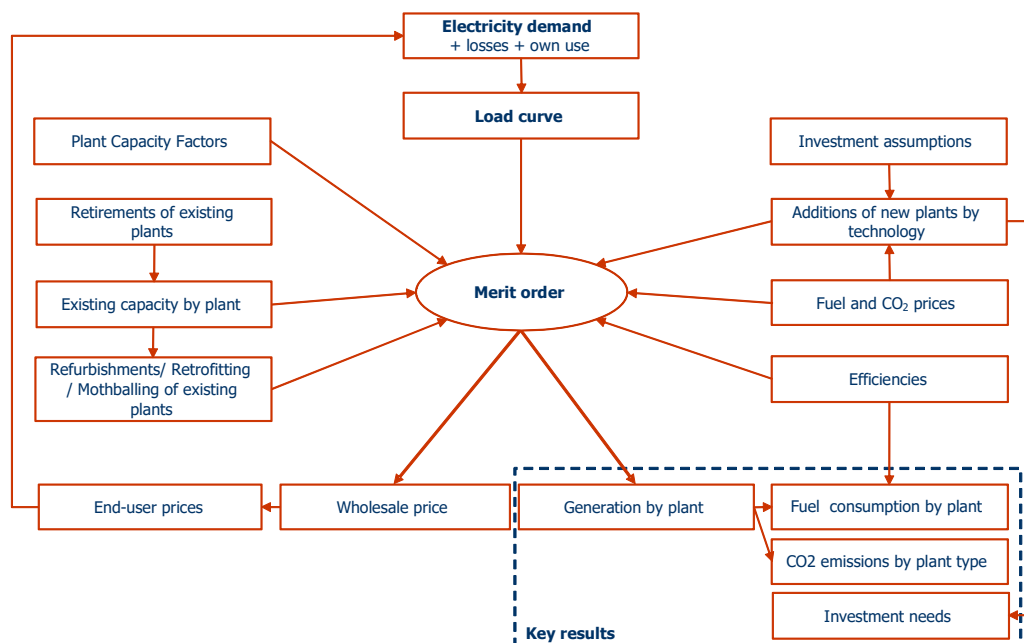 Electricity demand
+ losses + own use
Load curve
Plant Capacity Factors
Investment assumptions
Retirements of existing
plants
Additions of new plants by
technology
Merit order
Existing capacity by plant
Fuel and CO₂ prices
Refurbishments/ Retrofitting
/ Mothballing of existing
plants
Efficiencies
End-user prices
Wholesale price
Generation by plant
Fuel consumption by plant
CO2 emissions by plant type
Investment needs
Key results